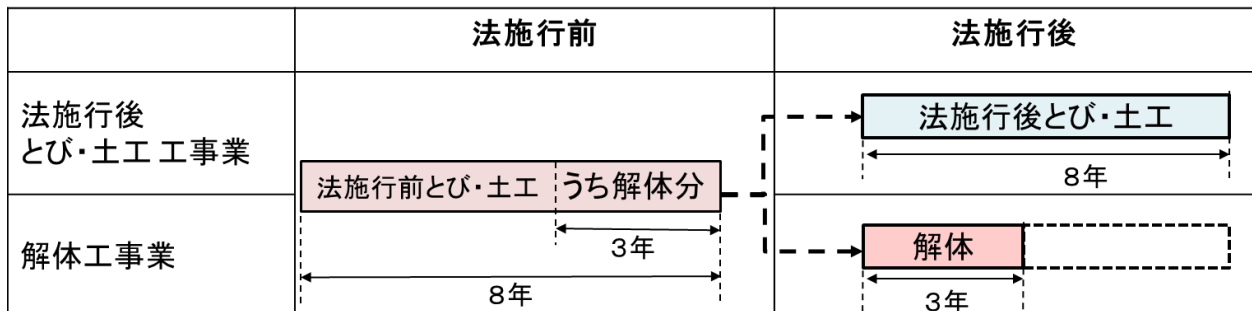 法施行前
法施行後
法施行後
とび・土工 工事業
法施行前とび・土工
うち解体分
3年
8年
法施行後とび・土工
8年
解体工事業
解体
3年